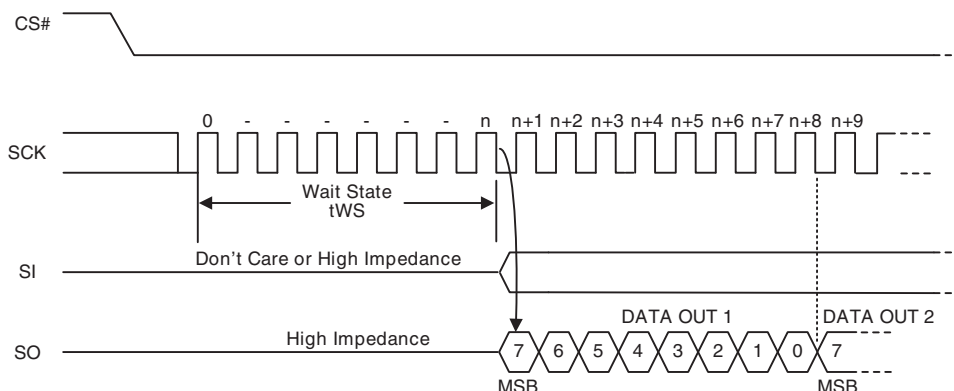 CS#
0 - - - - - - n n+1 n+2 n+3 n+4 n+5 n+6 n+7 n+8 n+9
SCK
Wait State
tWS
Don't Care or High Impedance
SI
DATA OUT 1 DATA OUT 2
High Impedance
SO 7 6 5 4 3 2 1 0 7
MSB MSB